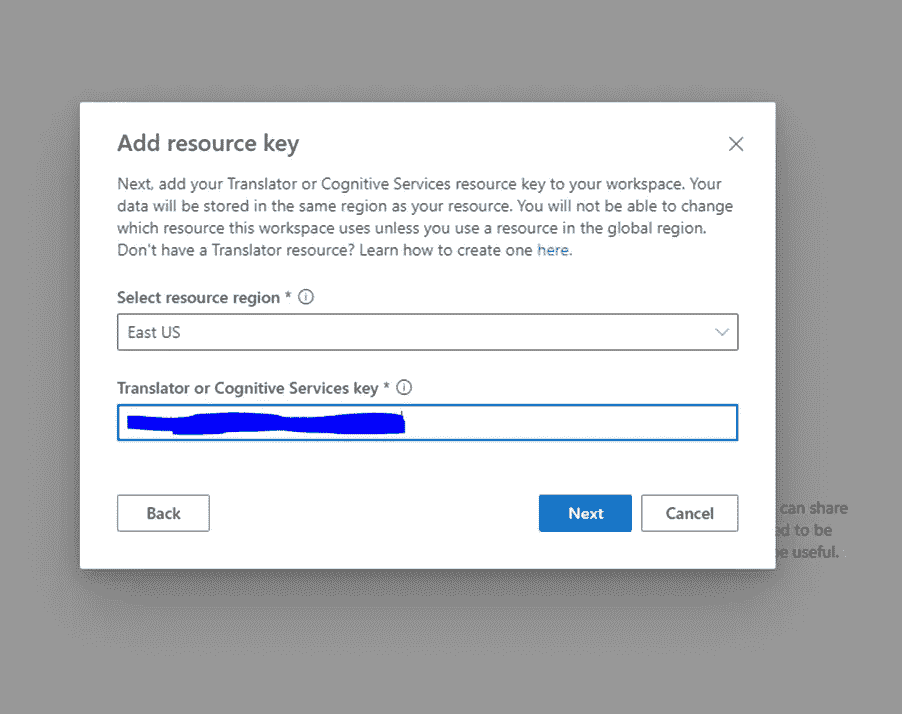 Add resource key
Next, add your Translator or Cognitive Services resource key to your workspace. Your
data will be stored in the same region as your resource. You will not be able to change
which resource this workspace uses unless you use a resource in the global region.
Don't have a Translator resource? Learn how to create one here.
Select resource region *
East US
Translator or Cognitive Services key *
Back
Next
Cancel
can share
ed to be
be useful.